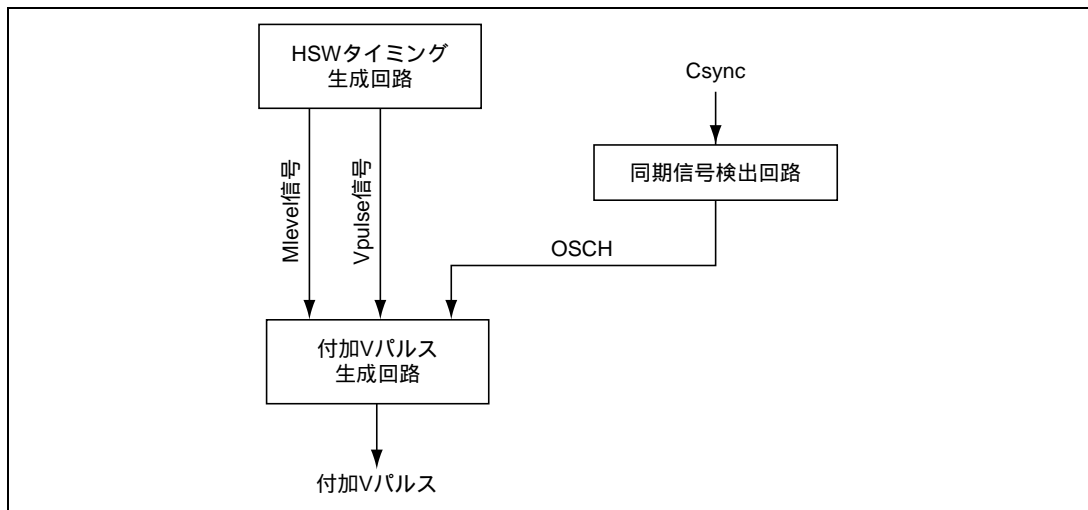 HSWタイミング
生成回路
Csync
同期信号検出回路
Mlevel信号
Vpulse信号
OSCH
付加Vパルス
生成回路
付加Vパルス